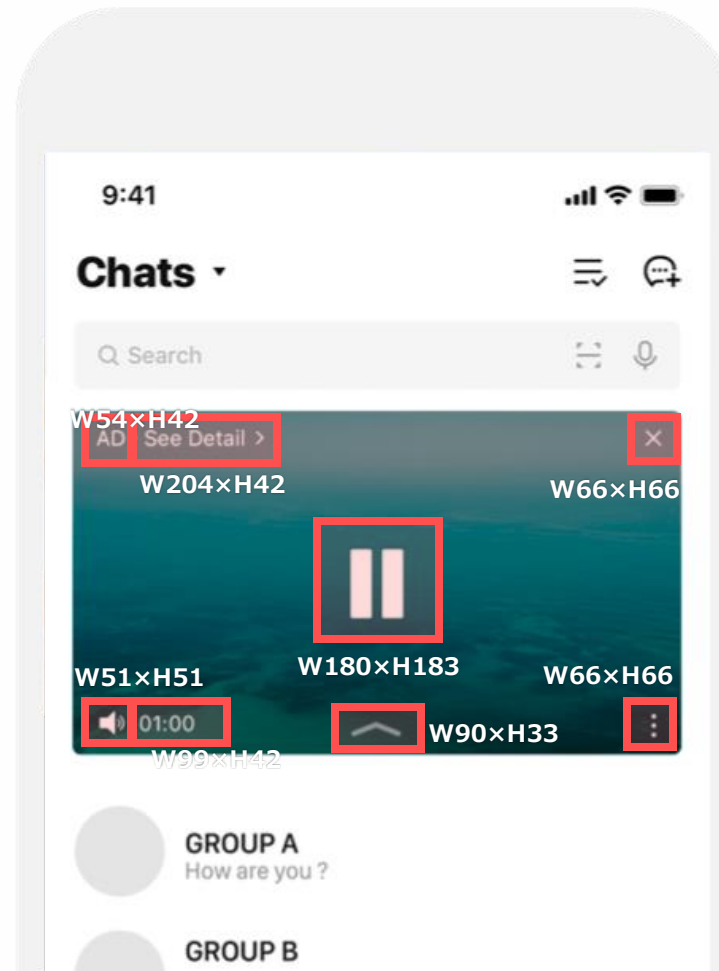 9:41
Chats
Search
W54×H42
AD See Detail >
W204×H42
W66×H66
W180×H183
W51×H51
W66×H66
01:00
W90×H33
W99×H42
GROUP A
How are you ?
GROUP B